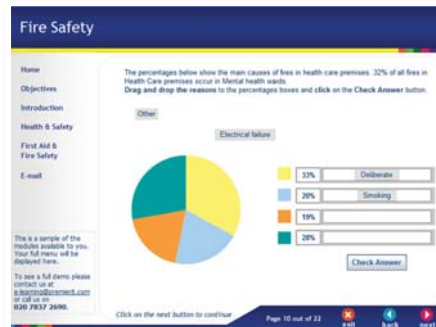 Fire Safety
Home
Objectives
Introduction
Health & Safety
First Aid &
Fire Safety
E-mail
This is a sample of the
modules available to you.
Your full menu will be
displayed here.
To see a full demo please
contact us at
e-learning@prement.com
or call us on
020 7837 2690.
The percentages below show the main causes of fires in health care premises. 32% of all fires in
Health Care premises occur in Mental health wards.
Drag and drop the reasons to the percentages boxes and click on the Check Answer button.
Other
Electrical failure
33% Deliberate
20% Smoking
19%
28%
Check Answer
Click on the next button to continue
Page 10 out of 22
exit
back
next